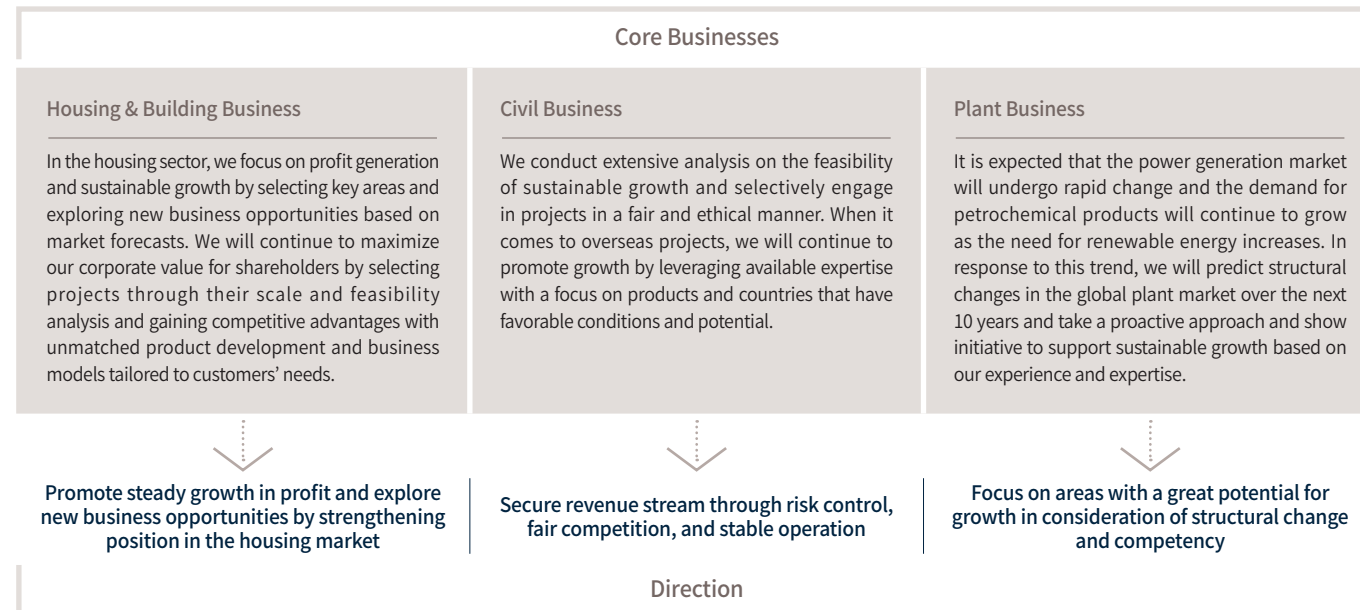 Core Businesses
Housing & Building Business
In the housing sector, we focus on profit generation
and sustainable growth by selecting key areas and
exploring new business opportunities based on
market forecasts. We will continue to maximize
our corporate value for shareholders by selecting
projects through their scale and feasibility
analysis and gaining competitive advantages with
unmatched product development and business
models tailored to customers’ needs.
Civil Business
We conduct extensive analysis on the feasibility
of sustainable growth and selectively engage
in projects in a fair and ethical manner. When it
comes to overseas projects, we will continue to
promote growth by leveraging available expertise
with a focus on products and countries that have
favorable conditions and potential.
Plant Business
It is expected that the power generation market
will undergo rapid change and the demand for
petrochemical products will continue to grow
as the need for renewable energy increases. In
response to this trend, we will predict structural
changes in the global plant market over the next
10 years and take a proactive approach and show
initiative to support sustainable growth based on
our experience and expertise.
Promote steady growth in profit and explore
new business opportunities by strengthening
position in the housing market
Secure revenue stream through risk control,
fair competition, and stable operation
Focus on areas with a great potential for
growth in consideration of structural change
and competency
Direction